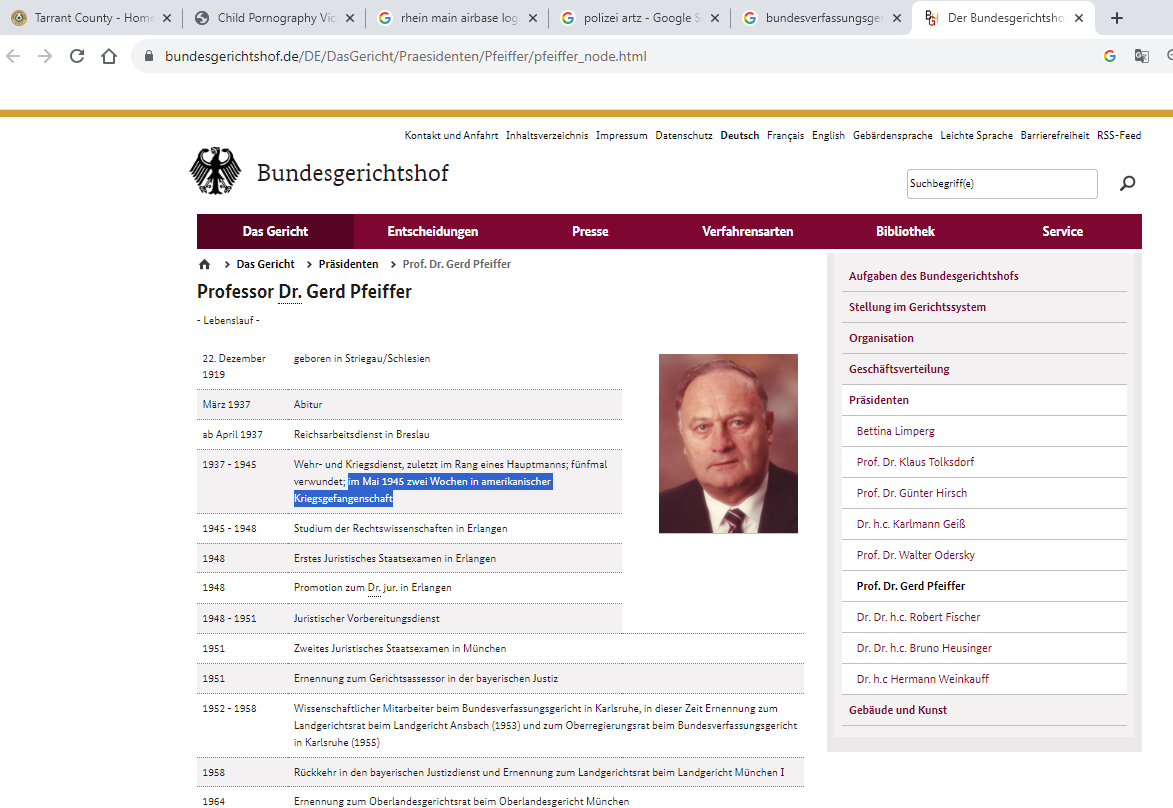 Tarrant County - Home
Child Pornography Vic
rhein main airbase log
polizei artz - Google S
bundesverfassungsger
Der Bundesgerichtsho
bundesgerichtshof.de/DE/DasGericht/Praesidenten/Pfeiffer/pfeiffer_node.html
Kontakt und Anfahrt Inhaltsverzeichnis Impressum Datenschutz Deutsch Français English Gebärdensprache Leichte Sprache Barrierefreiheit RSS-Feed
Bundesgerichtshof
Suchbegriff(e)
Das Gericht Entscheidungen Presse Verfahrensarten Bibliothek Service
Das Gericht Präsidenten Prof. Dr. Gerd Pfeiffer
Professor Dr. Gerd Pfeiffer
- Lebenslauf -
22. Dezember
1919
geboren in Striegau/Schlesien
März 1937 Abitur
ab April 1937 Reichsarbeitsdienst in Breslau
1937 - 1945 Wehr- und Kriegsdienst, zuletzt im Rang eines Hauptmanns; fünfmal
verwundet; im Mai 1945 zwei Wochen in amerikanischer
Kriegsgefangenschaft
1945 - 1948 Studium der Rechtswissenschaften in Erlangen
1948 Erstes Juristisches Staatsexamen in Erlangen
1948 Promotion zum Dr. jur. in Erlangen
1948 - 1951 Juristischer Vorbereitungsdienst
1951 Zweites Juristisches Staatsexamen in München
1951 Ernennung zum Gerichtsassessor in der bayerischen Justiz
1952 - 1958 Wissenschaftlicher Mitarbeiter beim Bundesverfassungsgericht in Karlsruhe, in dieser Zeit Ernennung zum
Landgerichtsrat beim Landgericht Ansbach (1953) und zum Oberregierungsrat beim Bundesverfassungsgericht
in Karlsruhe (1955)
1958 Rückkehr in den bayerischen Justizdienst und Ernennung zum Landgerichtsrat beim Landgericht München I
1964 Ernennung zum Oberlandesgerichtsrat beim Oberlandesgericht München
Aufgaben des Bundesgerichtshofs
Stellung im Gerichtssystem
Organisation
Geschäftsverteilung
Präsidenten
Bettina Limperg
Prof. Dr. Klaus Tolksdorf
Prof. Dr. Günter Hirsch
Dr. h.c. Karlmann Geiß
Prof. Dr. Walter Odersky
Prof. Dr. Gerd Pfeiffer
Dr. Dr. h.c. Robert Fischer
Dr. Dr. h.c. Bruno Heusinger
Dr. h.c Hermann Weinkauff
Gebäude und Kunst